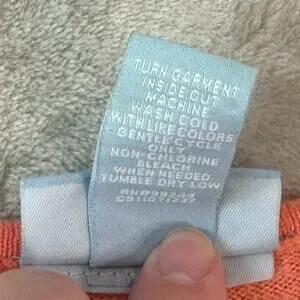 TURN GARMENT
INSIDE OUT
MACHINE
WASH COLD
WITH LIKE COLORS
GENTLE CYCLE
ONLY
NON-CHLORINE
BLEACH
WHEN NEEDED
TUMBLE DRY LOW